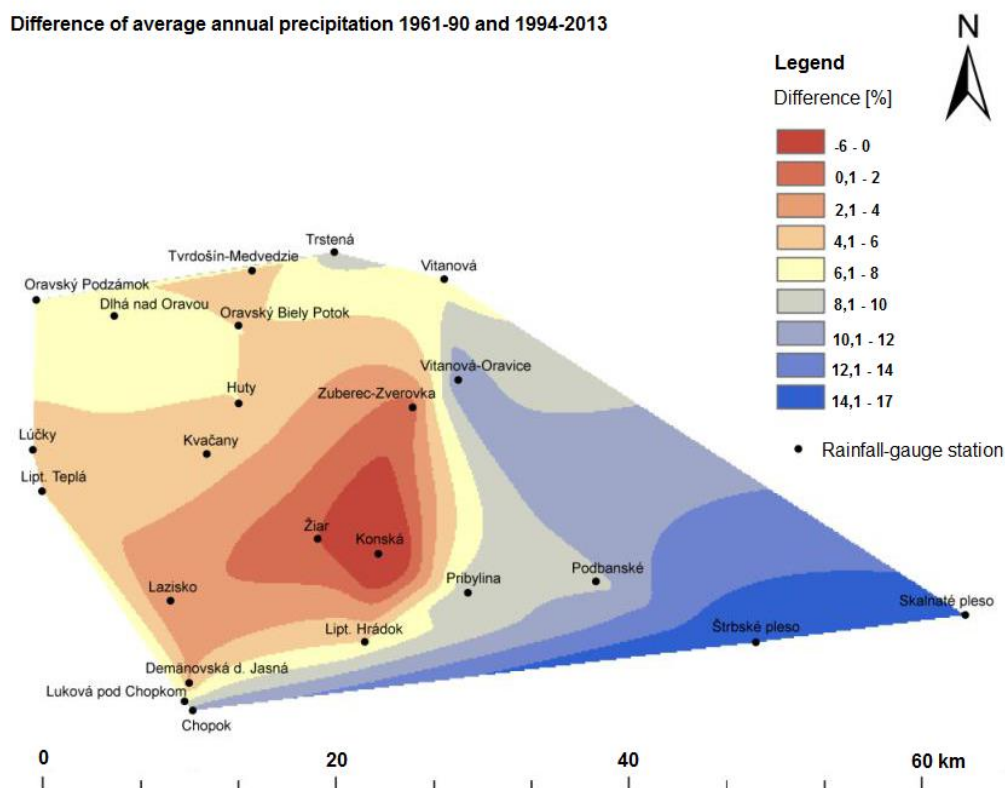 Difference of average annual precipitation 1961-90 and 1994-2013
N
Legend
Difference [%]
-6 - 0
0,1 - 2
2,1 - 4
4,1 - 6
6,1 - 8
8,1 - 10
10,1 - 12
12,1 - 14
14,1 - 17
Rainfall-gauge station
Trstená
Tvrdošín-Medvedzie
Vitanová
Oravský Podzámok
Dlhá nad Oravou
Oravský Biely Potok
Vitanová-Oravice
Huty
Zuberec-Zverovka
Lúčky
Kvačany
Lipt. Teplá
Žiar
Konská
Pribylina
Podbanské
Lazisko
Skalnaté pleso
Lipt. Hrádok
Štrbské pleso
Demänovská d. Jasná
Luková pod Chopkom
Chopok
0 20 40 60 km